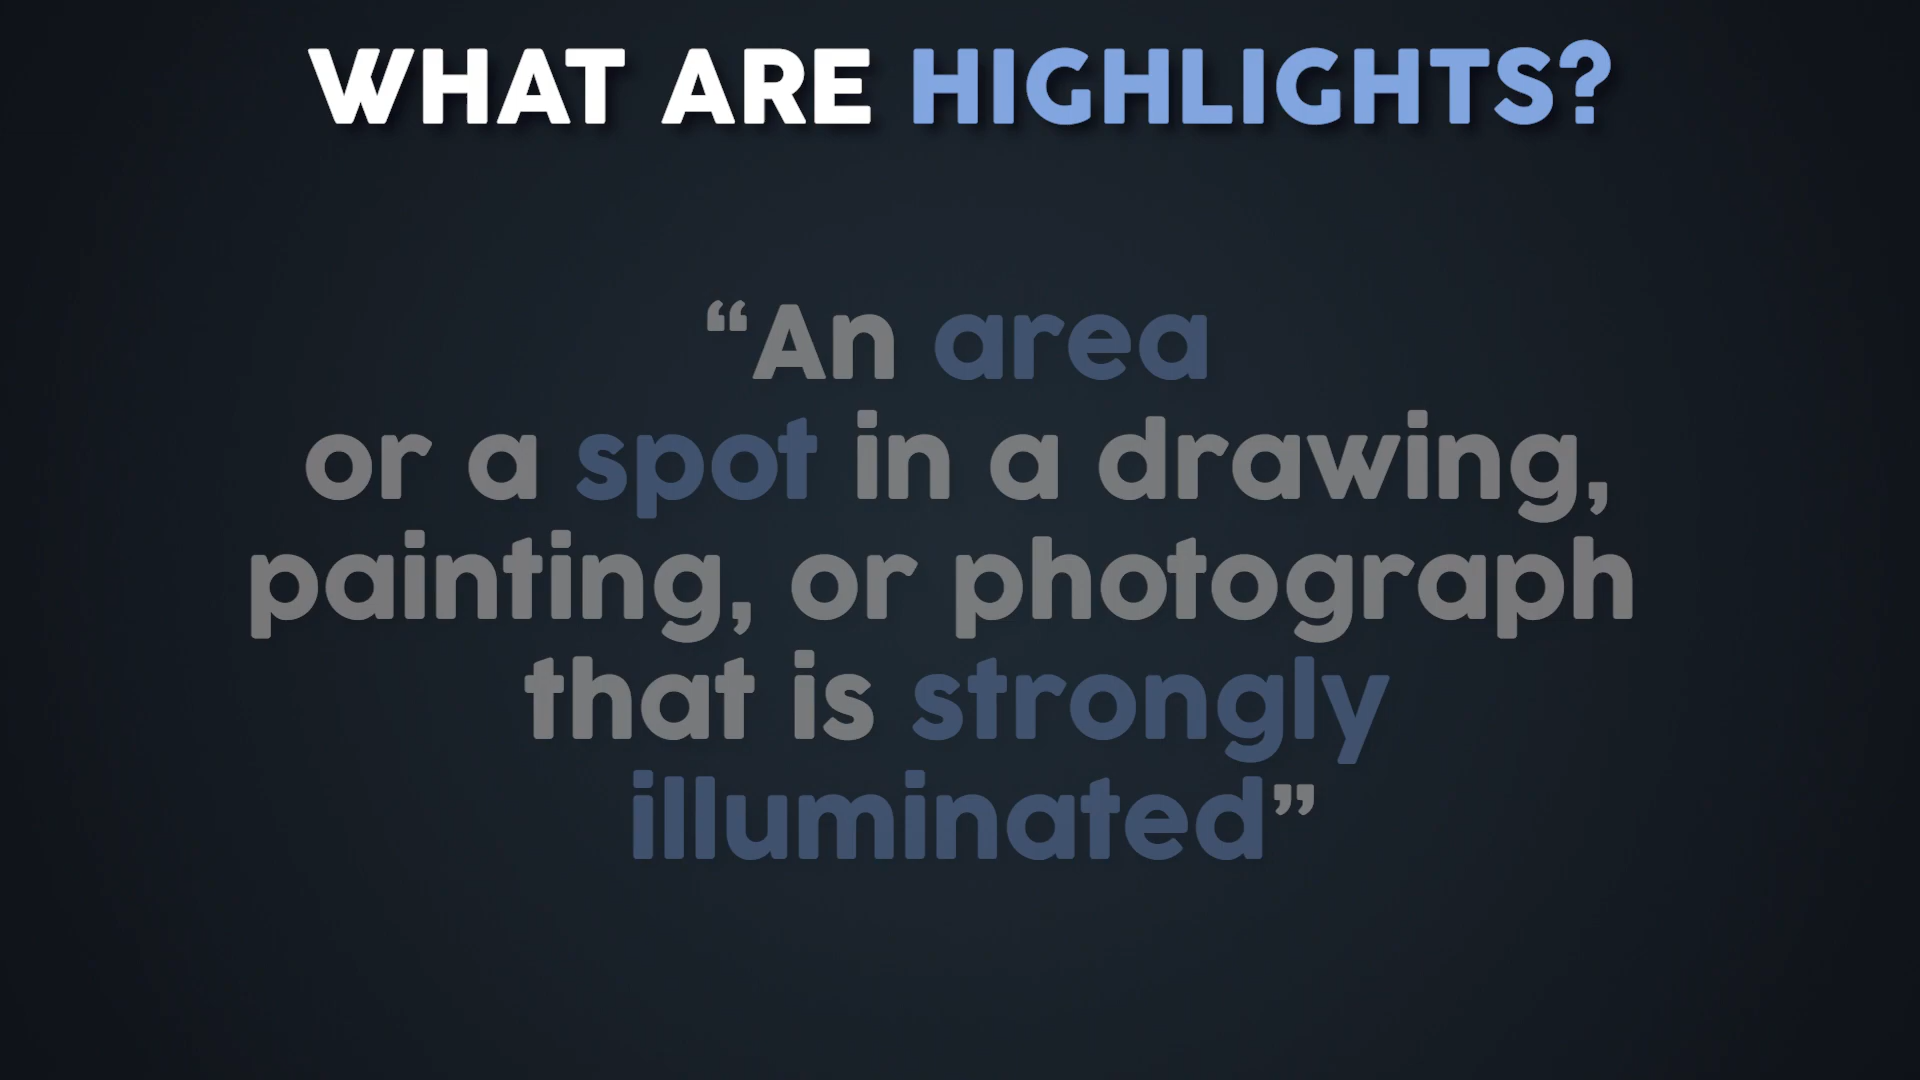 WHAT ARE HIGHLIGHTS?
“An area
or a spot in a drawing,
painting, or photograph
that is strongly
illuminated”